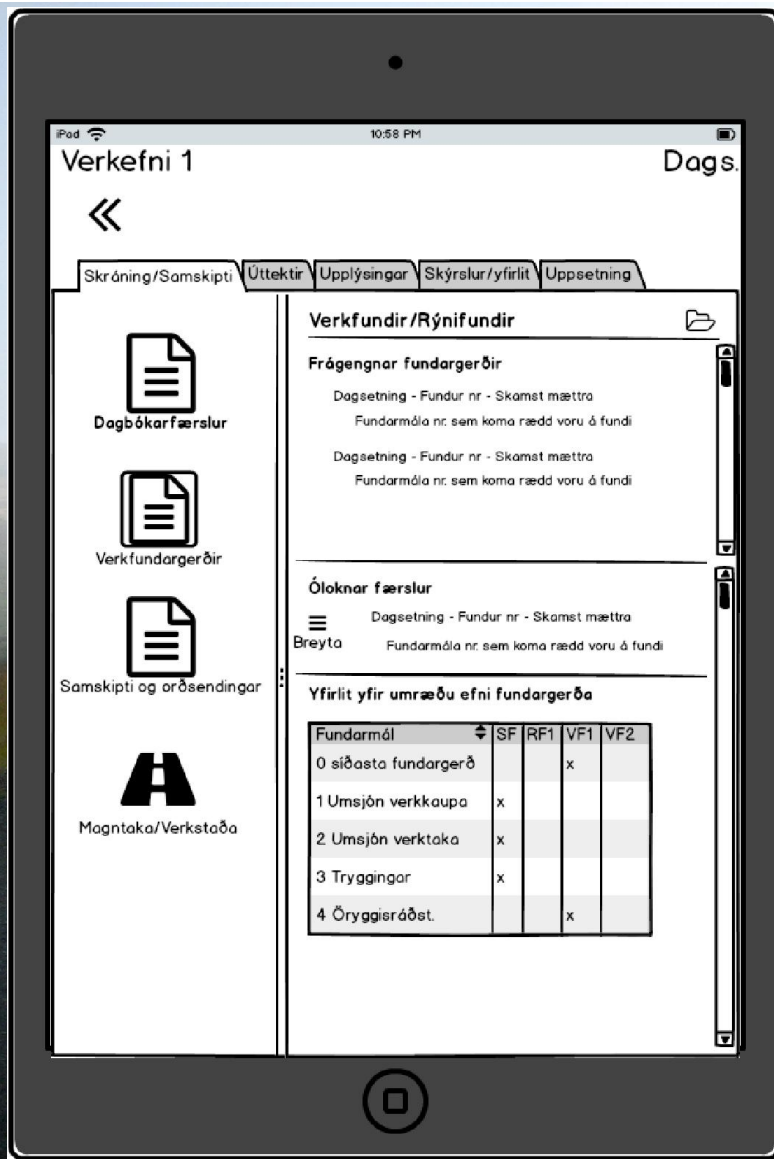 iPad 10:58 PM
Verkefni 1 Dags.
Skráning/Samskipti Úttektir Upplýsingar Skýrslur/yfirlit Uppsetning
Dagbókarfærslur
Verkfundargerðir
Samskipti og orðsendingar
Magntaka/Verkstaða
Verkfundir/Rýnifundir
Frágengnar fundargerðir
Dagsetning - Fundur nr - Skamst mættra
Fundarmála nr. sem koma rædd voru á fundi
Dagsetning - Fundur nr - Skamst mættra
Fundarmála nr. sem koma rædd voru á fundi
Óloknar færslur
Dagsetning - Fundur nr - Skamst mættra
Breyta Fundarmála nr. sem koma rædd voru á fundi
Yfirlit yfir umræðu efni fundargerða
Fundarmál SF RF1 VF1 VF2
0 síðasta fundargerð x
1 Umsjón verkkaupa x
2 Umsjón verktaka x
3 Tryggingar x
4 Öryggisráðst. x